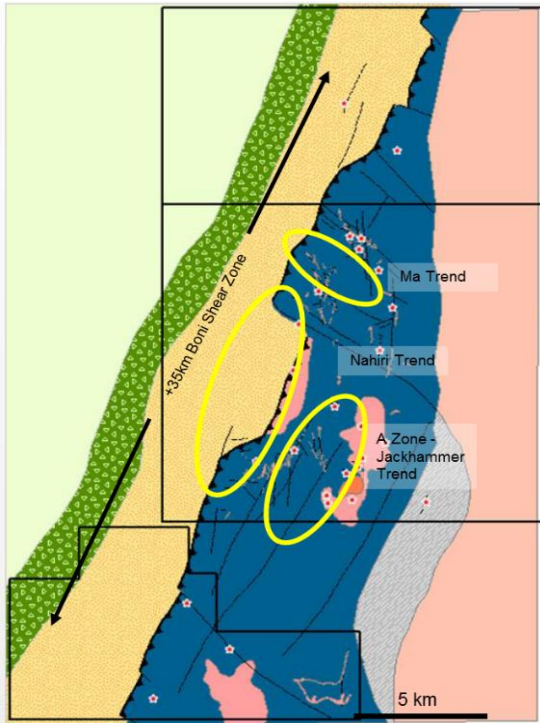 +35km Boni Shear Zone
Ma Trend
Nahiri Trend
A Zone -
Jackhammer
Trend
5 km